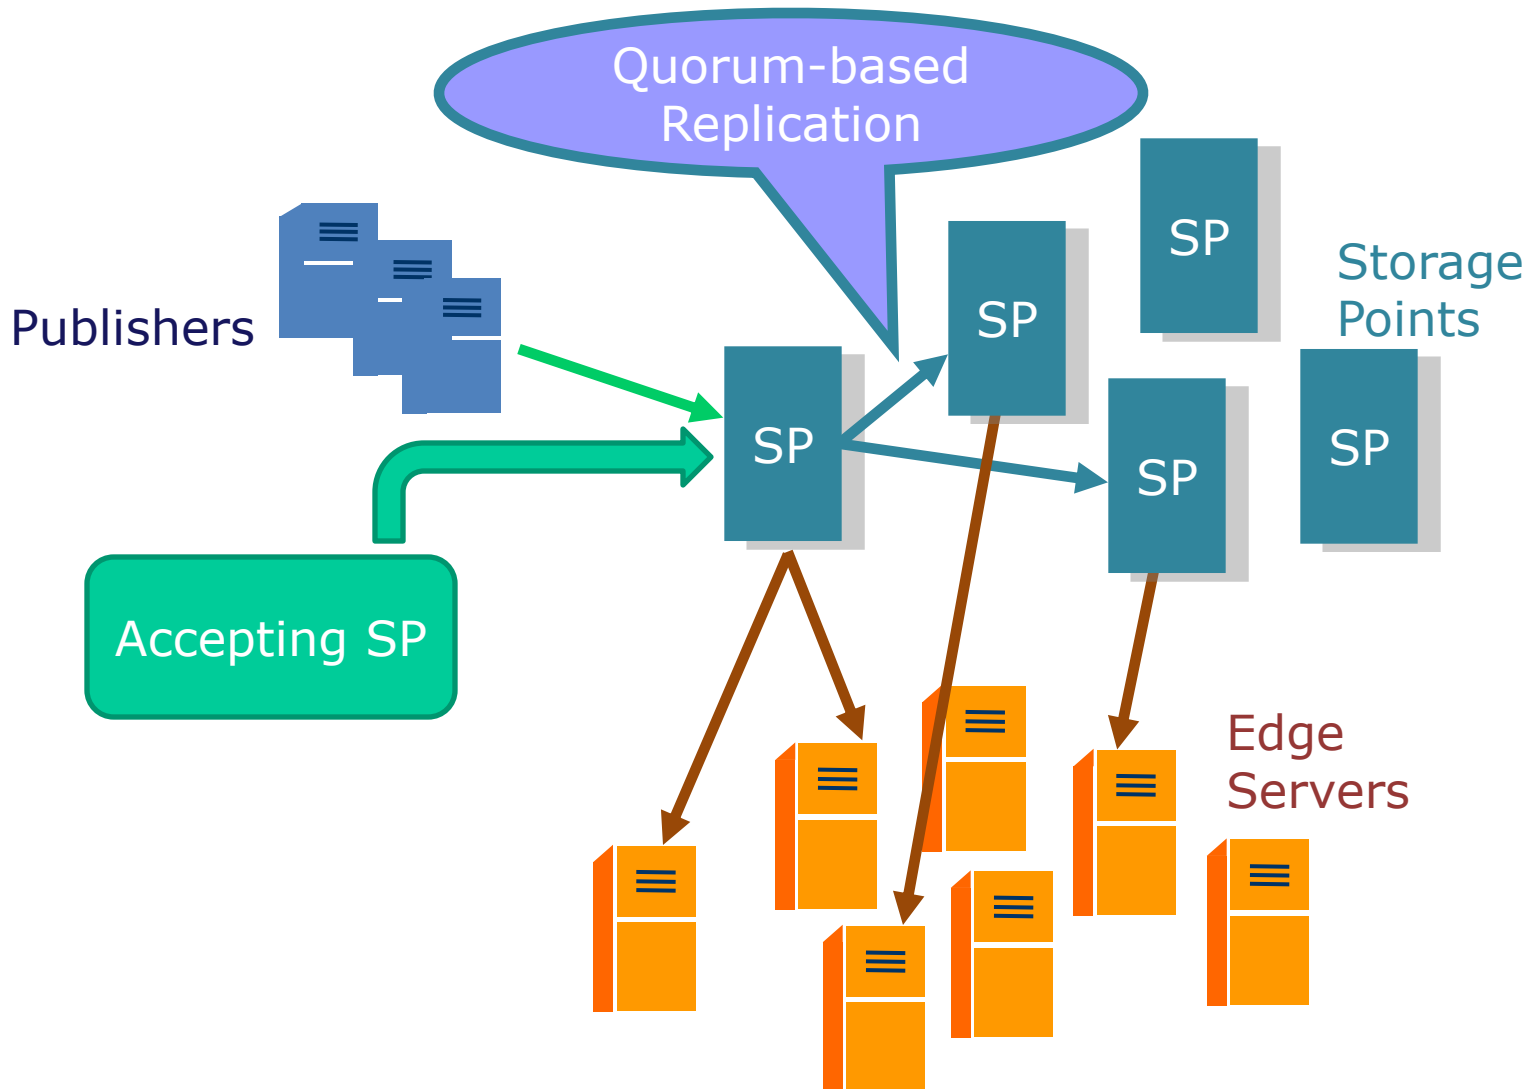 Quorum-based
Replication
SP
Storage
Points
SP
Publishers
SP
SP
SP
Accepting SP
Edge
Servers